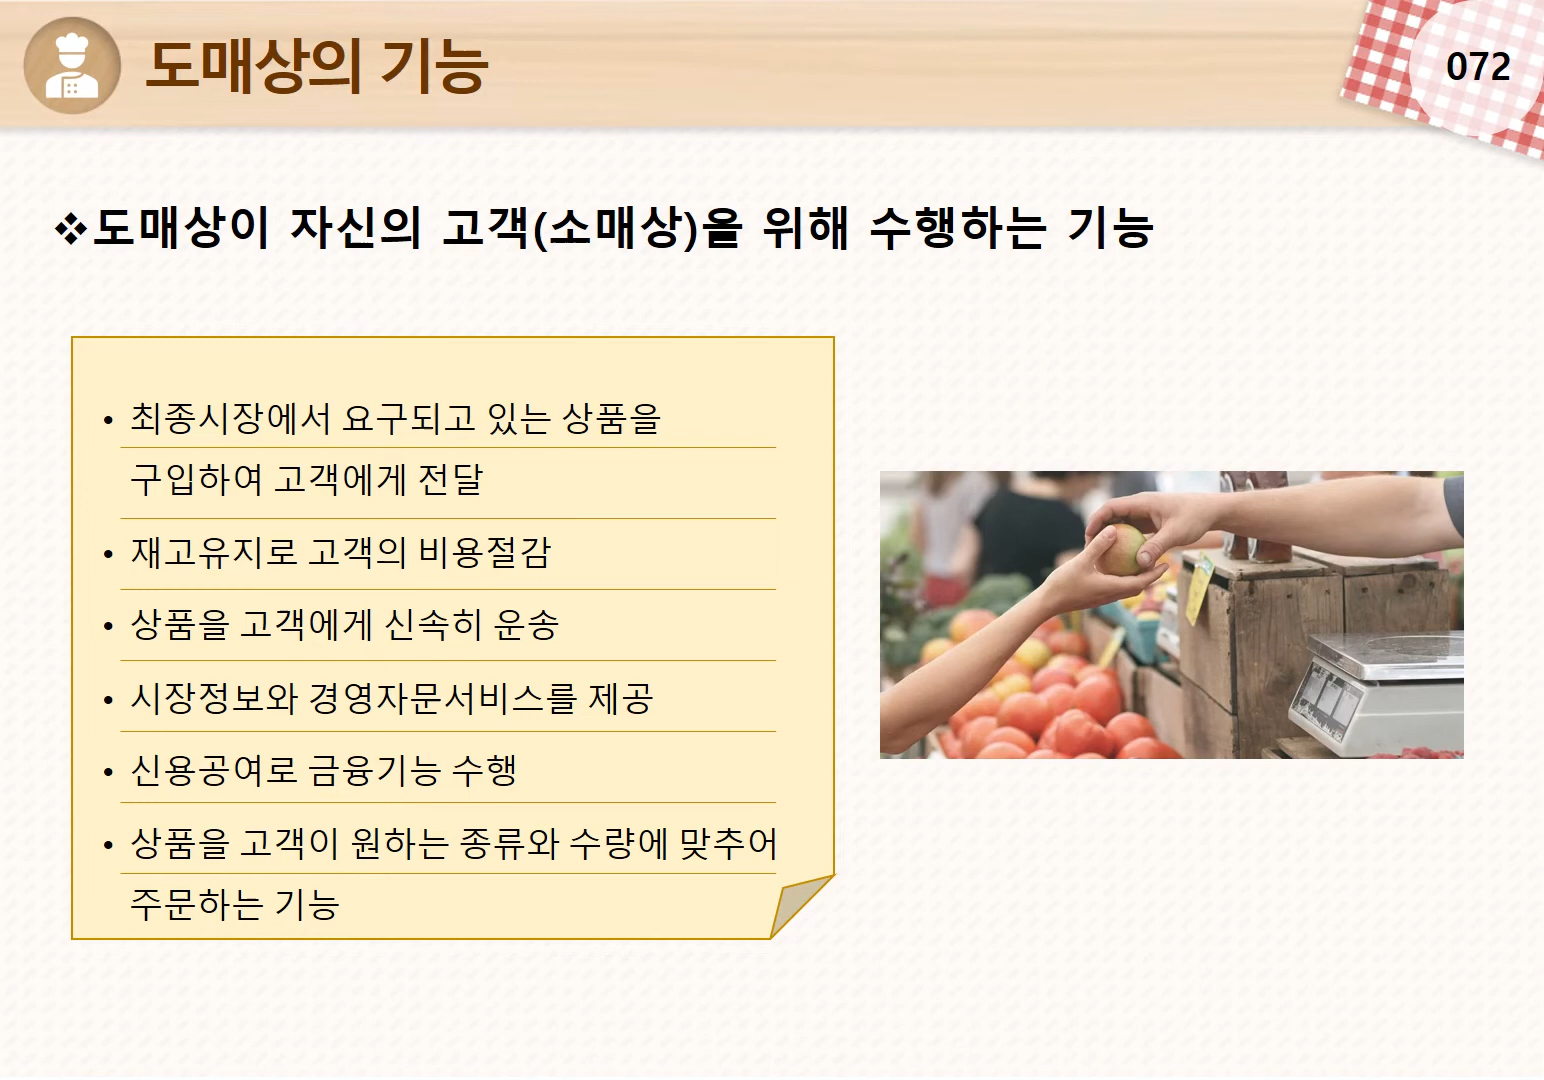 도매상의 기능
072
❖도매상이 자신의 고객(소매상)을 위해 수행하는 기능
• 최종시장에서 요구되고 있는 상품을
구입하여 고객에게 전달
• 재고유지로 고객의 비용절감
• 상품을 고객에게 신속히 운송
• 시장정보와 경영자문서비스를 제공
• 신용공여로 금융기능 수행
• 상품을 고객이 원하는 종류와 수량에 맞추어
주문하는 기능